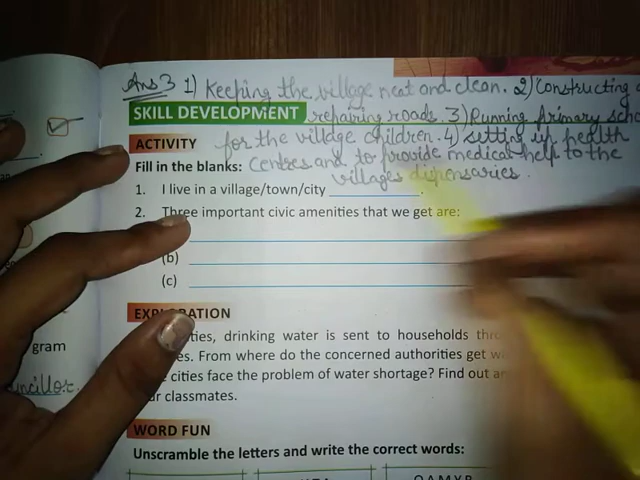 Ans 3 1) Keeping the village neat and clean. 2) Constructing
SKILL DEVELOPMENT repairing roads. 3) Running primary scho
ACTIVITY for the village children. 4) setting up health
Fill in the blanks: Centres and to provide medical help to the
villages dispensaries.
1. I live in a village/town/city
2. Three important civic amenities that we get are:
(b)
(c)
EXPLORATION
ties, drinking water is sent to households thro
es. From where do the concerned authorities get w
gram
cities face the problem of water shortage? Find out a
ncillor.
ur classmates.
WORD FUN
Unscramble the letters and write the correct words: